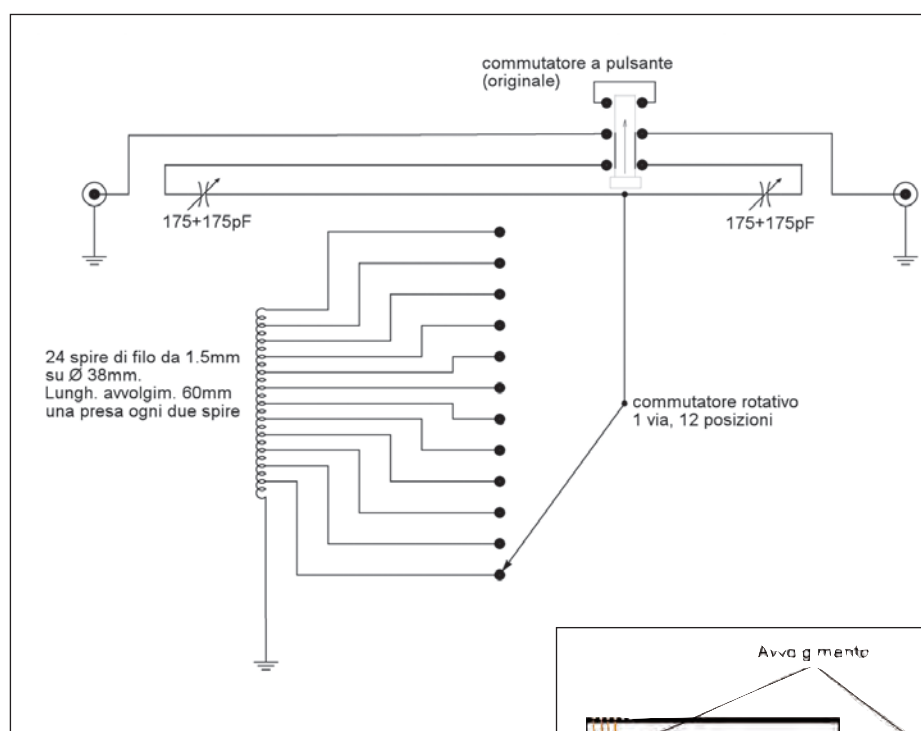 commutatore a pulsante
(originale)
175+175pF
175+175pF
24 spire di filo da 1.5mm
su Ø 38mm.
Lungh. avvolgim. 60mm
una presa ogni due spire
commutatore rotativo
1 via, 12 posizioni